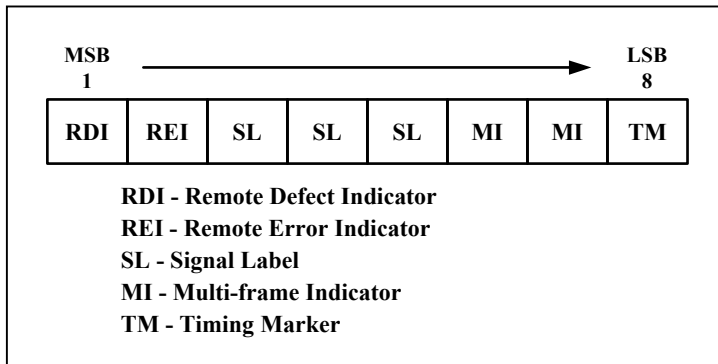 MSB LSB
1 8
RDI REI SL SL SL MI MI TM
RDI - Remote Defect Indicator
REI - Remote Error Indicator
SL - Signal Label
MI - Multi-frame Indicator
TM - Timing Marker